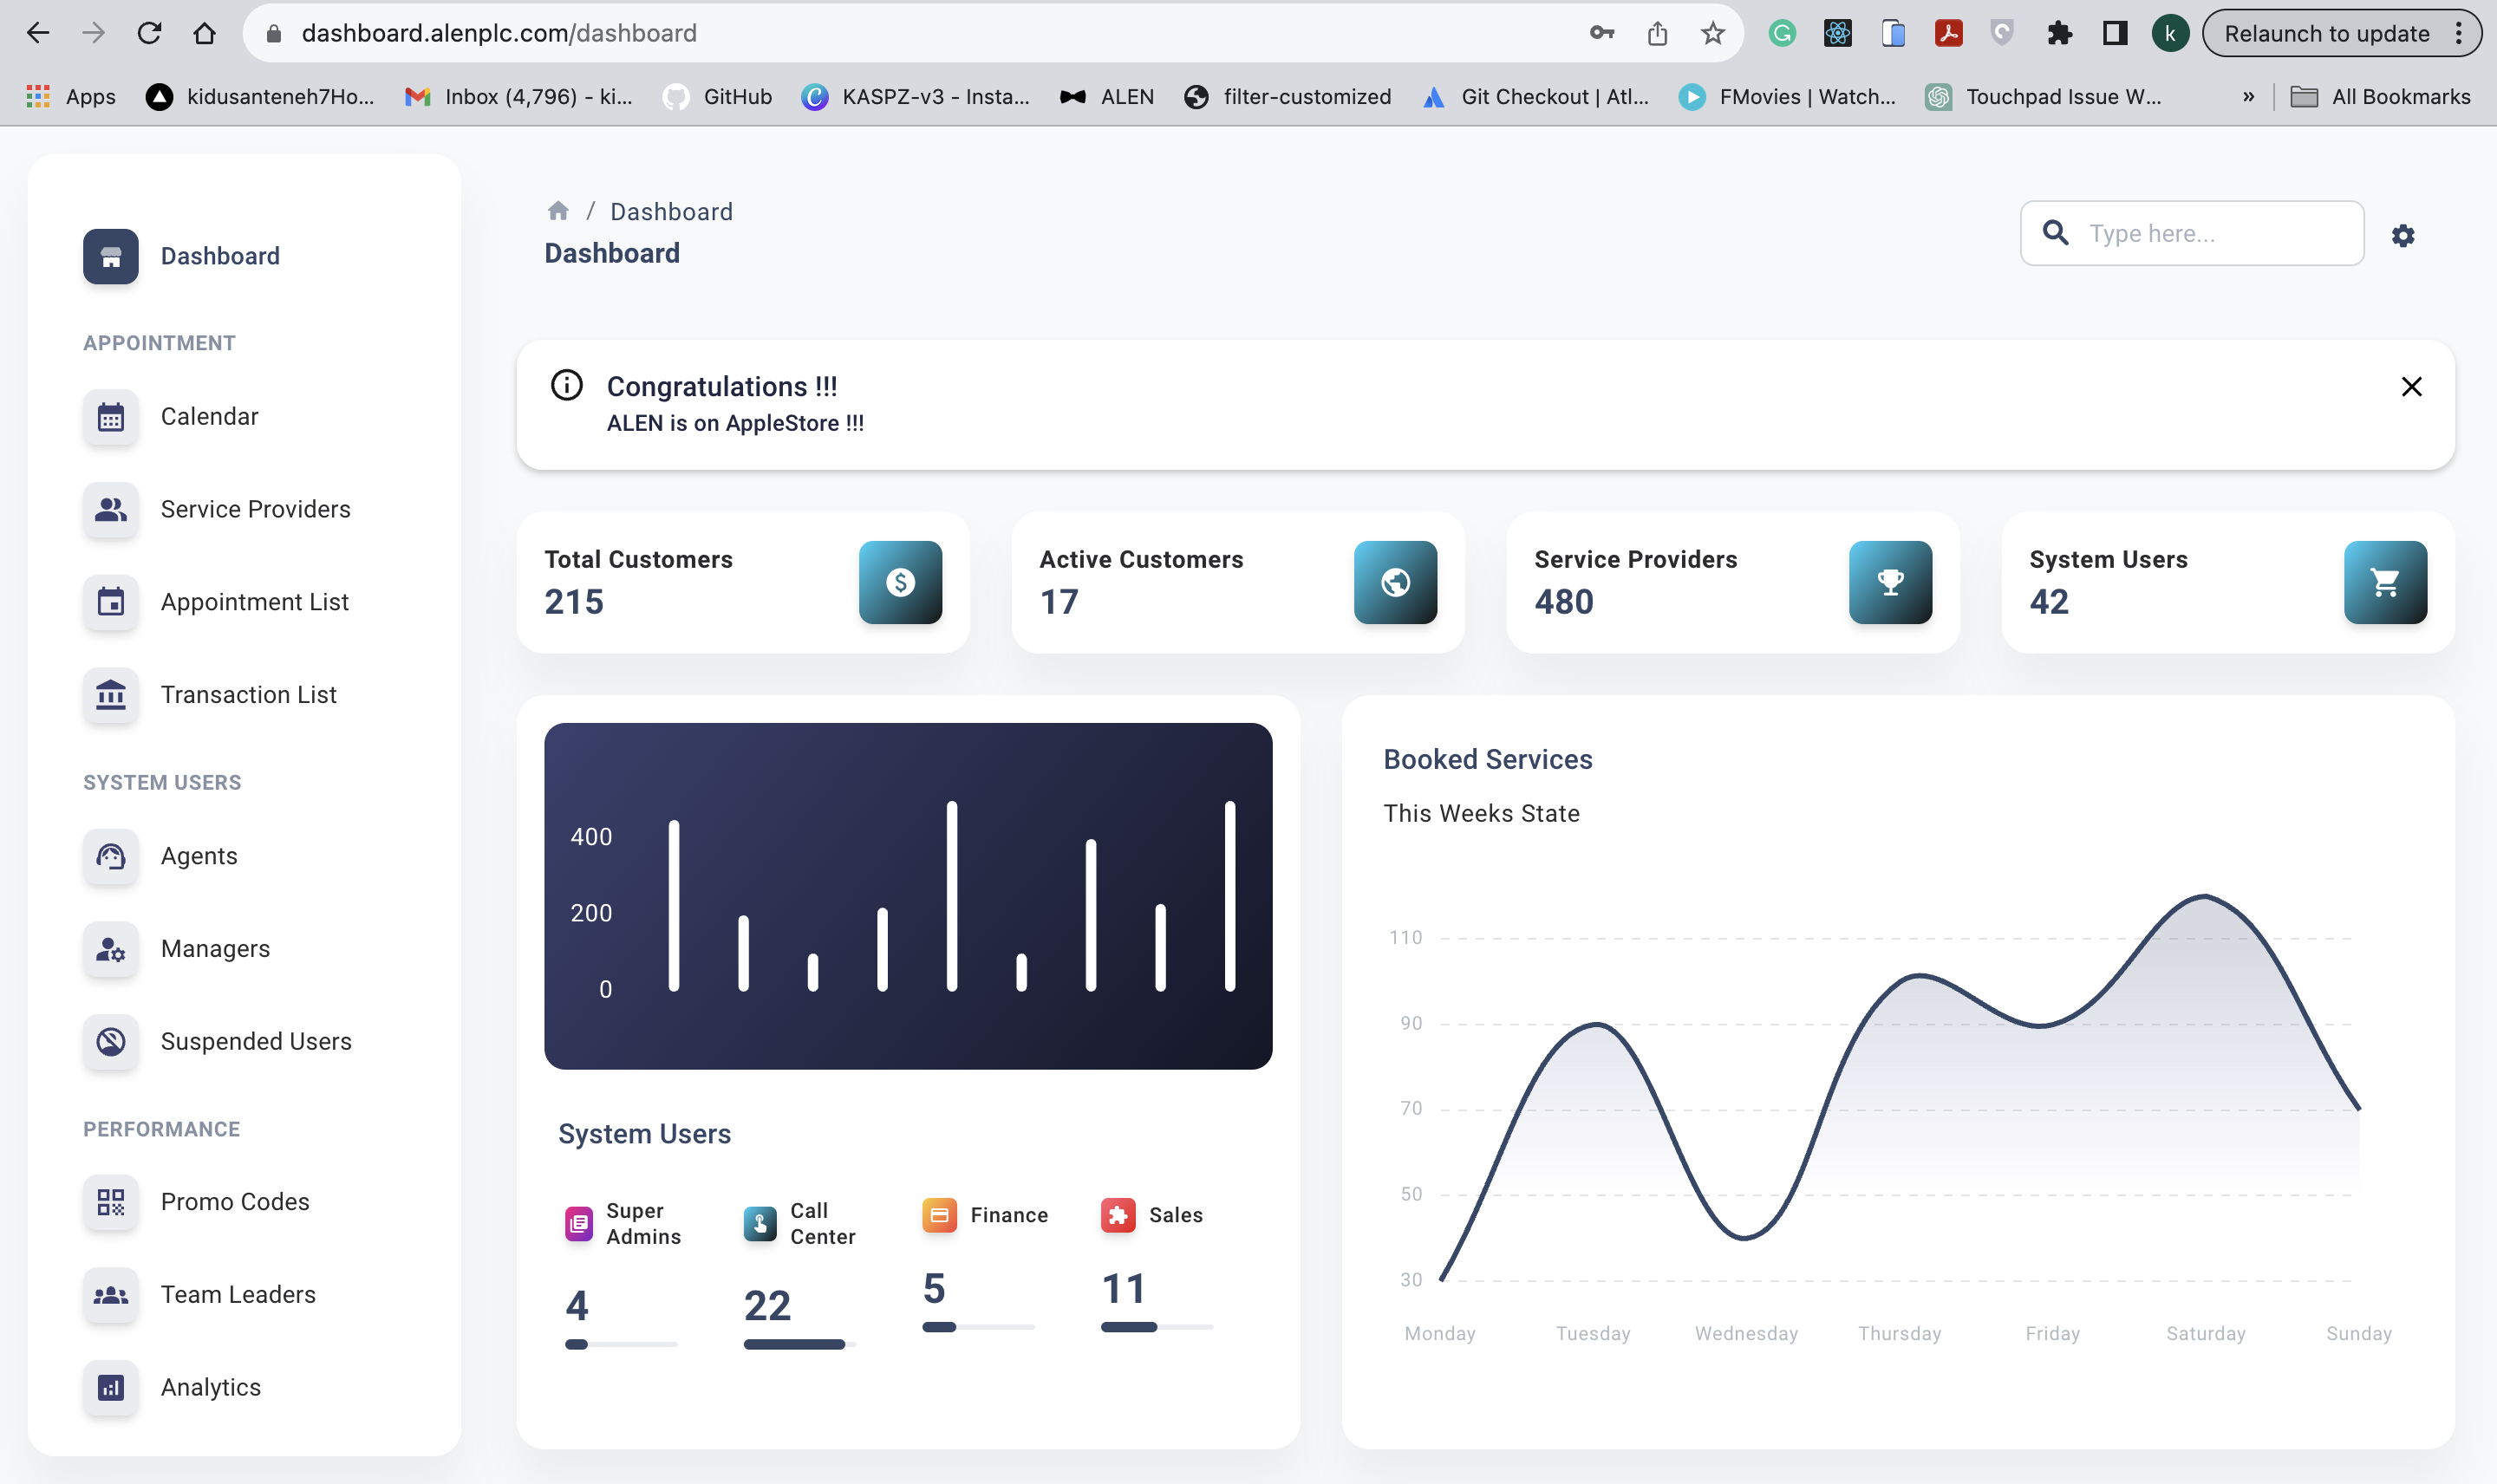 dashboard.alenplc.com/dashboard
k
Relaunch to update
Apps
kidusanteneh7Ho...
Inbox (4,796) - ki...
GitHub
KASPZ-v3 - Insta...
ALEN
filter-customized
Git Checkout | Atl...
FMovies | Watch...
Touchpad Issue W...
»
All Bookmarks
Dashboard
APPOINTMENT
Calendar
Service Providers
Appointment List
Transaction List
SYSTEM USERS
Agents
Managers
Suspended Users
PERFORMANCE
Promo Codes
Team Leaders
Analytics
/ Dashboard
Dashboard
Type here...
Congratulations !!!
ALEN is on AppleStore !!!
Total Customers
215
Active Customers
17
Service Providers
480
System Users
42
400
200
0
System Users
Super
Admins
4
Call
Center
22
Finance
5
Sales
11
Booked Services
This Weeks State
110
90
70
50
30
Monday Tuesday Wednesday Thursday Friday Saturday Sunday